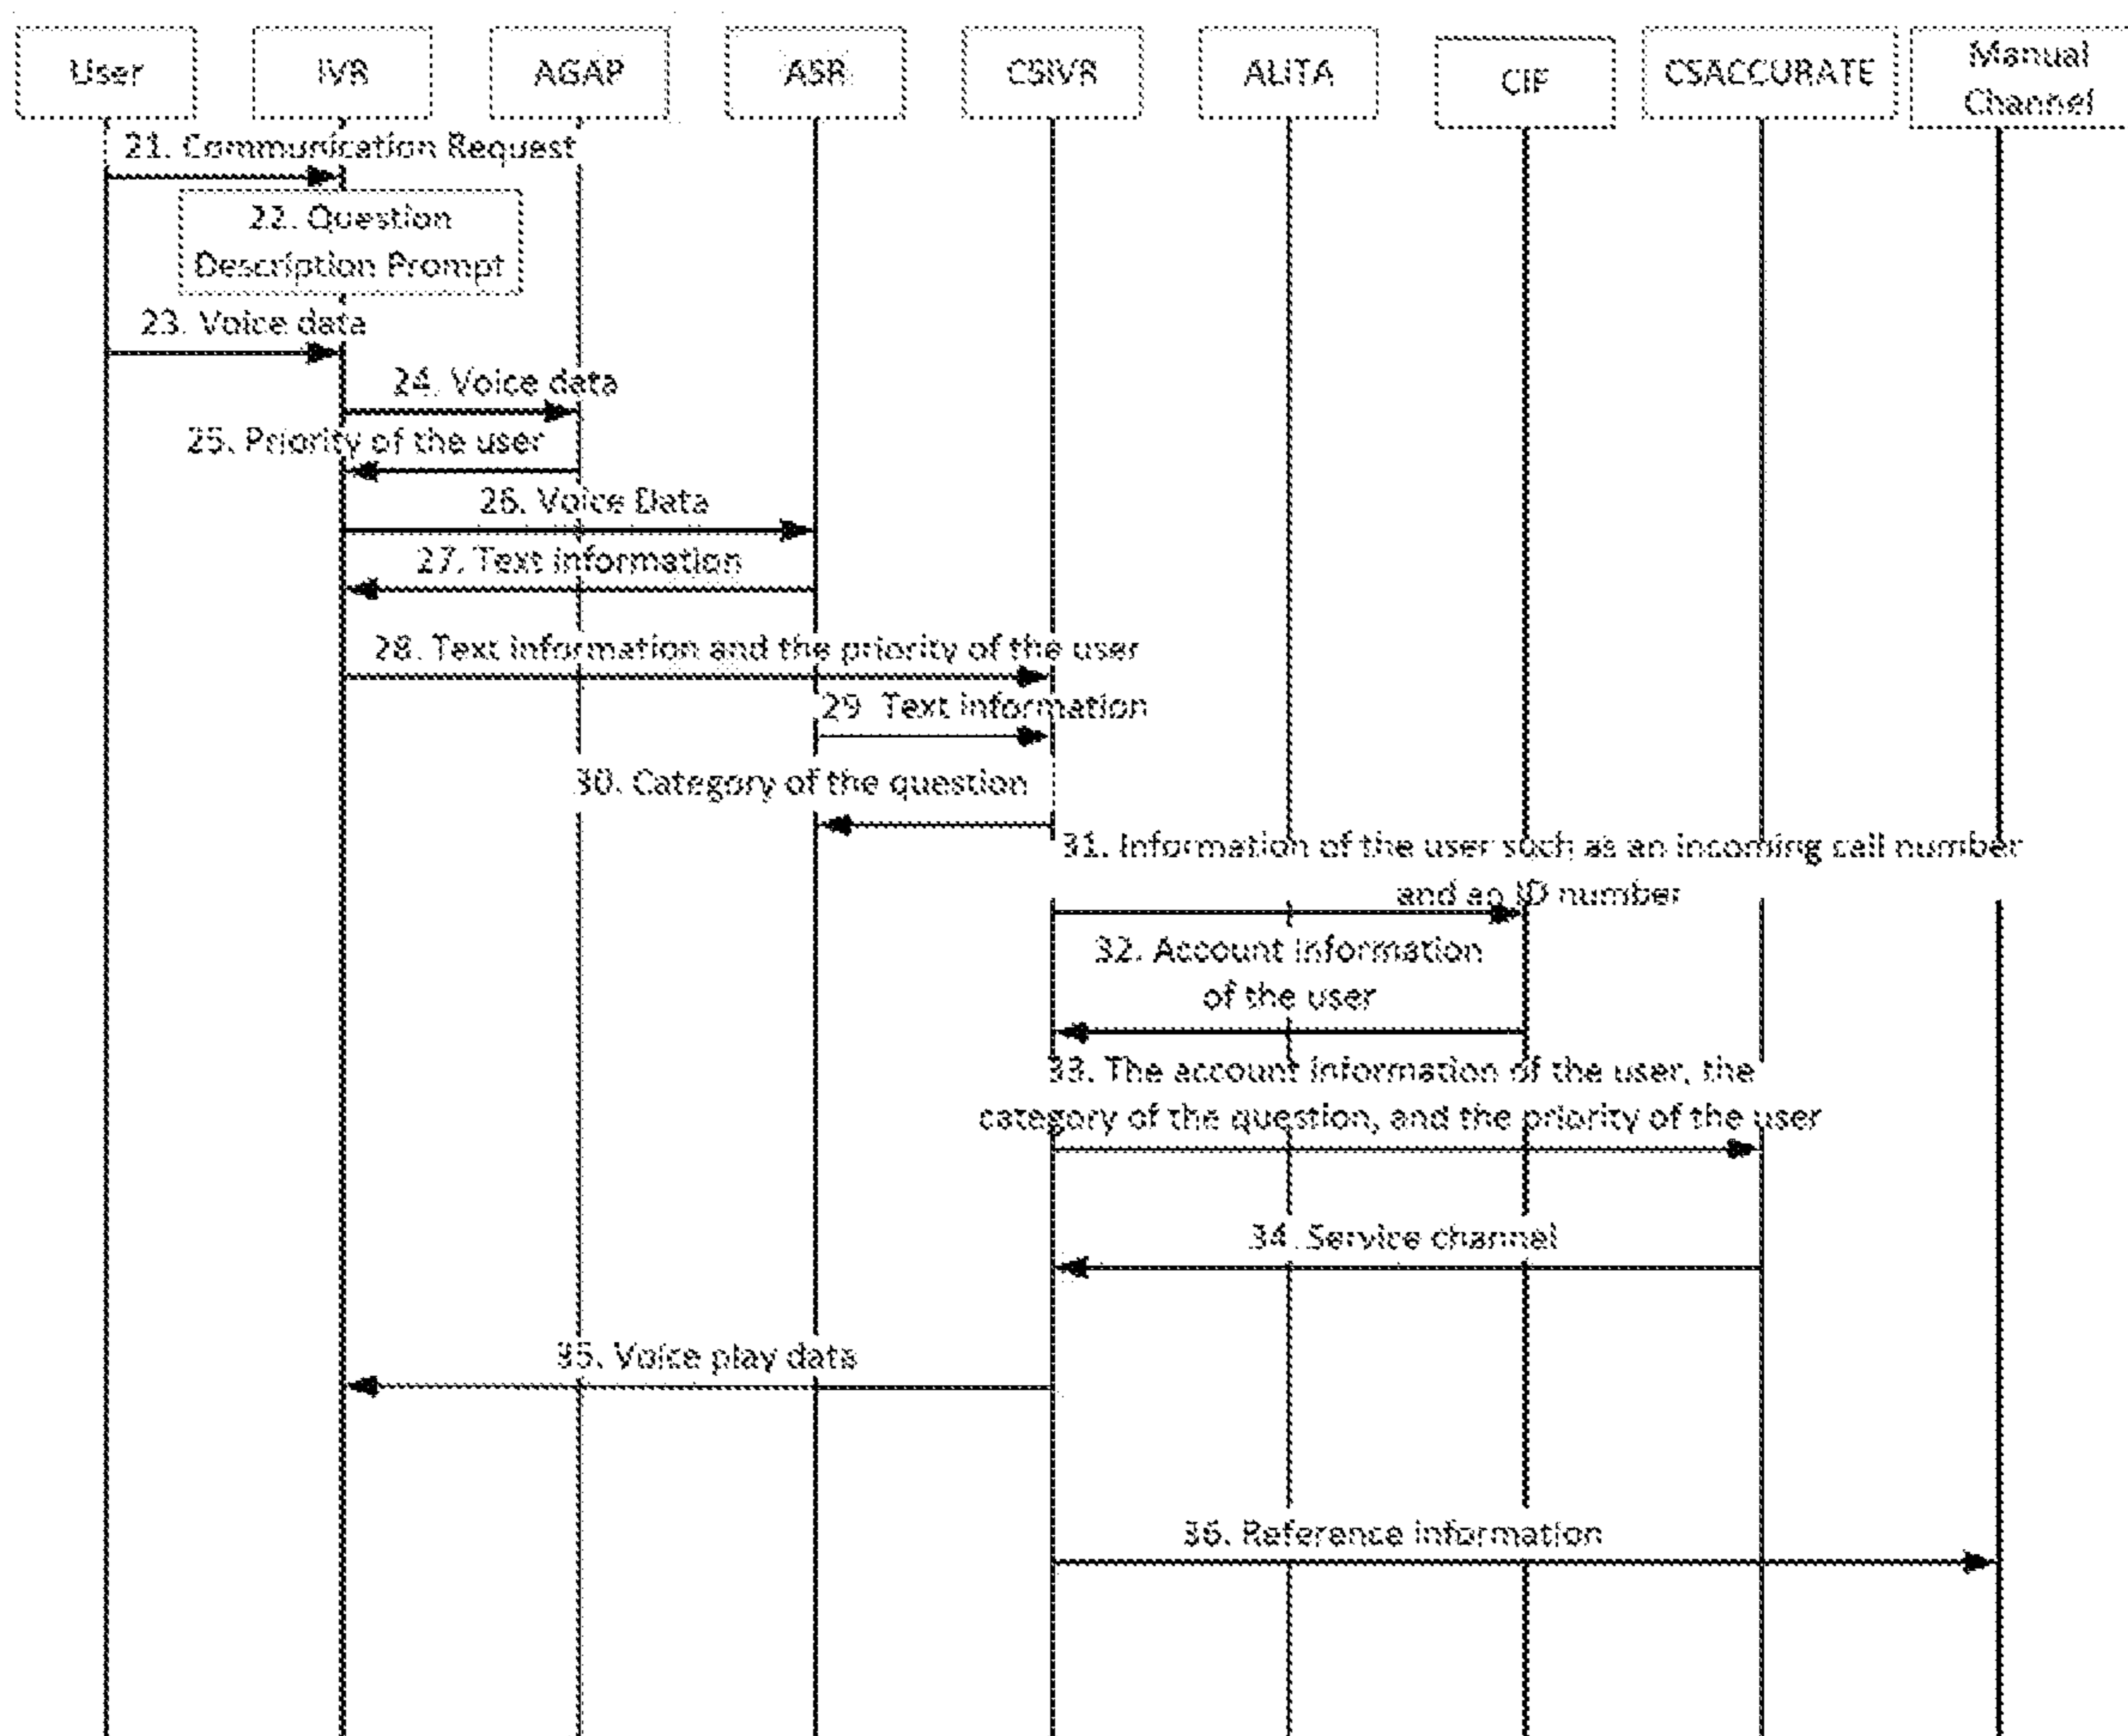 User
IVR
AGAP
ASR
CSIVR
ALITA
CIF
CSACCURATE
Manual
Channel
21. Communication Request
22. Question
Description Prompt
23. Voice data
24. Voice data
25. Priority of the user
26. Voice Data
27. Text information
28. Text information and the priority of the user
29 Text information
30. Category of the question
31. Information of the user such as an incoming call number
and an ID number
32. Account information
of the user
33. The account information of the user, the
category of the question, and the priority of the user
34. Service channel
35. Voice play data
36. Reference information